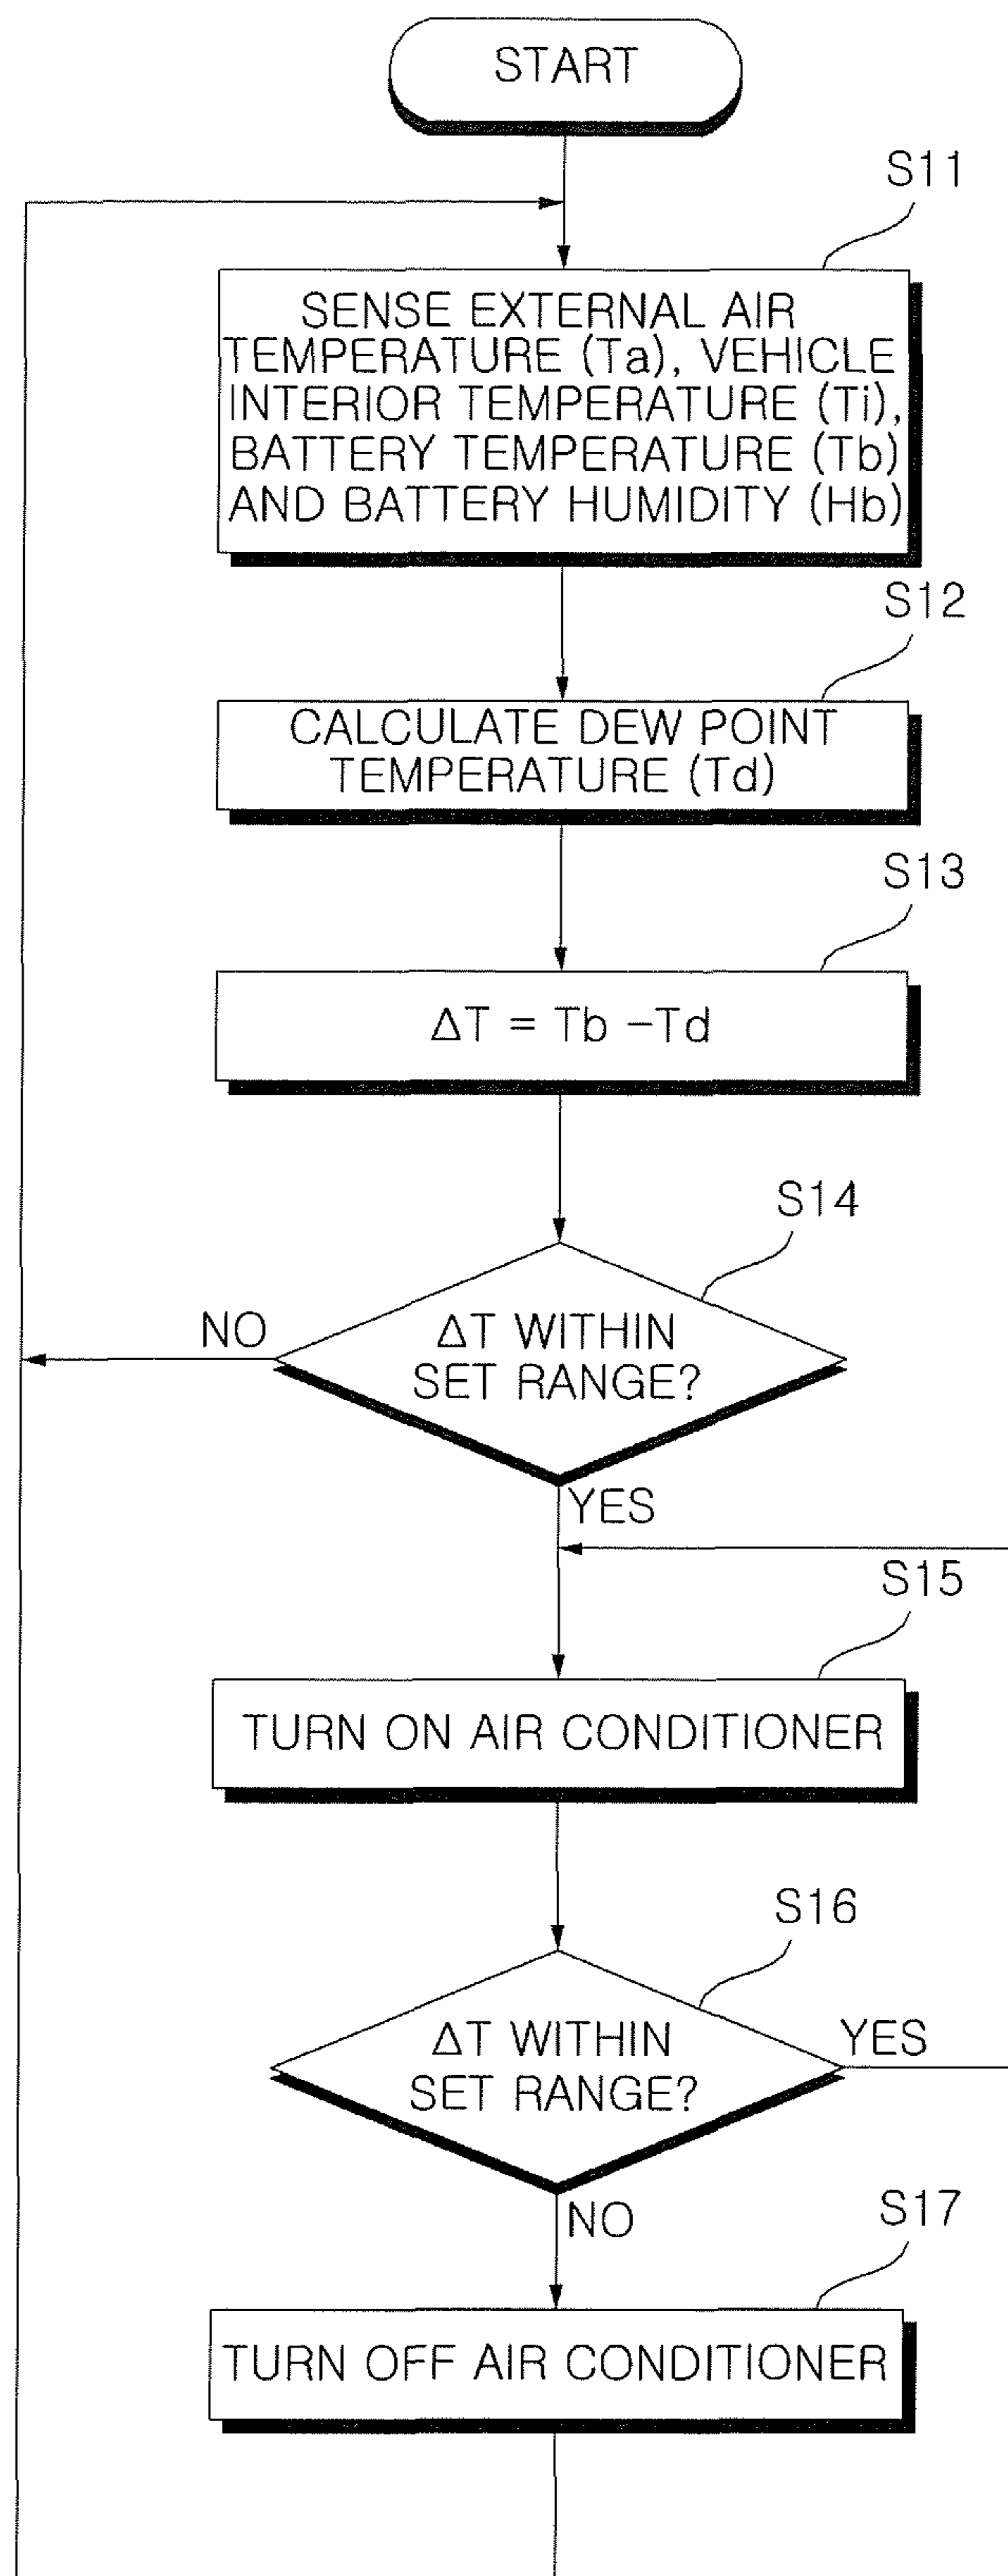 START
S11
SENSE EXTERNAL AIR
TEMPERATURE (Ta), VEHICLE
INTERIOR TEMPERATURE (Ti),
BATTERY TEMPERATURE (Tb)
AND BATTERY HUMIDITY (Hb)
S12
CALCULATE DEW POINT
TEMPERATURE (Td)
S13
ΔT = Tb –Td
S14
NO
ΔT WITHIN
SET RANGE?
YES
S15
TURN ON AIR CONDITIONER
S16
ΔT WITHIN
SET RANGE?
YES
NO
S17
TURN OFF AIR CONDITIONER